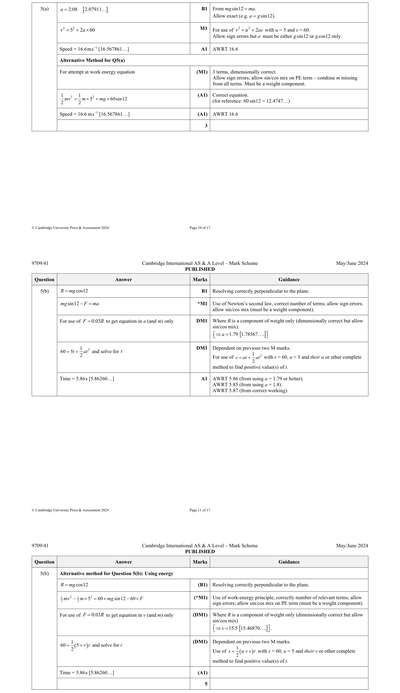 5(a) a = 2.08 [2.07911…] B1 From mg sin12 = ma.
Allow exact (e.g. a = g sin12).
v² = 5² + 2a × 60 M1 For use of v² = u² + 2as with u = 5 and s = 60.
Allow sign errors but a must be either g sin12 or g cos12 only.
Speed = 16.6 ms⁻¹ [16.567861…] A1 AWRT 16.6
Alternative Method for Q5(a)
For attempt at work energy equation (M1) 3 terms, dimensionally correct.
Allow sign errors; allow sin/cos mix on PE term – condone m missing
from all terms. Must be a weight component.
1/2 mv² = 1/2 m × 5² + mg × 60 sin12 (A1) Correct equation.
(for reference: 60 sin12 = 12.4747…)
Speed = 16.6 ms⁻¹ [16.567861…] (A1) AWRT 16.6
3
© Cambridge University Press & Assessment 2024 Page 10 of 17
9709/41 Cambridge International AS & A Level – Mark Scheme May/June 2024
PUBLISHED
Question Answer Marks Guidance
5(b) R = mg cos12 B1 Resolving correctly perpendicular to the plane.
mg sin12 − F = ma *M1 Use of Newton's second law, correct number of terms; allow sign errors;
allow sin/cos mix (must be a weight component).
For use of F = 0.03R to get equation in a (and m) only DM1 Where R is a component of weight only (dimensionally correct but allow
sin/cos mix).
[⇒ a = 1.79 [1.78567…]]
60 = 5t + 1/2 at² and solve for t DM1 Dependent on previous two M marks.
For use of s = ut + 1/2 at² with s = 60, u = 5 and their a or other complete
method to find positive value(s) of t.
Time = 5.86 s [5.86260…] A1 AWRT 5.86 (from using a = 1.79 or better).
AWRT 5.85 (from using a = 1.8).
AWRT 5.87 (from correct working).
© Cambridge University Press & Assessment 2024 Page 11 of 17
9709/41 Cambridge International AS & A Level – Mark Scheme May/June 2024
PUBLISHED
Question Answer Marks Guidance
5(b) Alternative method for Question 5(b): Using energy
R = mg cos12 (B1) Resolving correctly perpendicular to the plane.
1/2 mv² − 1/2 m × 5² = 60 × mg sin12 − 60 × F (*M1) Use of work-energy principle, correct number of relevant terms; allow
sign errors; allow sin/cos mix on PE term (must be a weight component).
For use of F = 0.03R to get equation in v (and m) only (DM1) Where R is a component of weight only (dimensionally correct but allow
sin/cos mix)
[⇒ v = 15.5 [15.46870…]].
60 = 1/2 (5 + v)t and solve for t (DM1) Dependent on previous two M marks.
Use of s = 1/2 (u + v)t with s = 60, u = 5 and their v or other complete
method to find positive value(s) of t.
Time = 5.86 s [5.86260…] (A1)
5